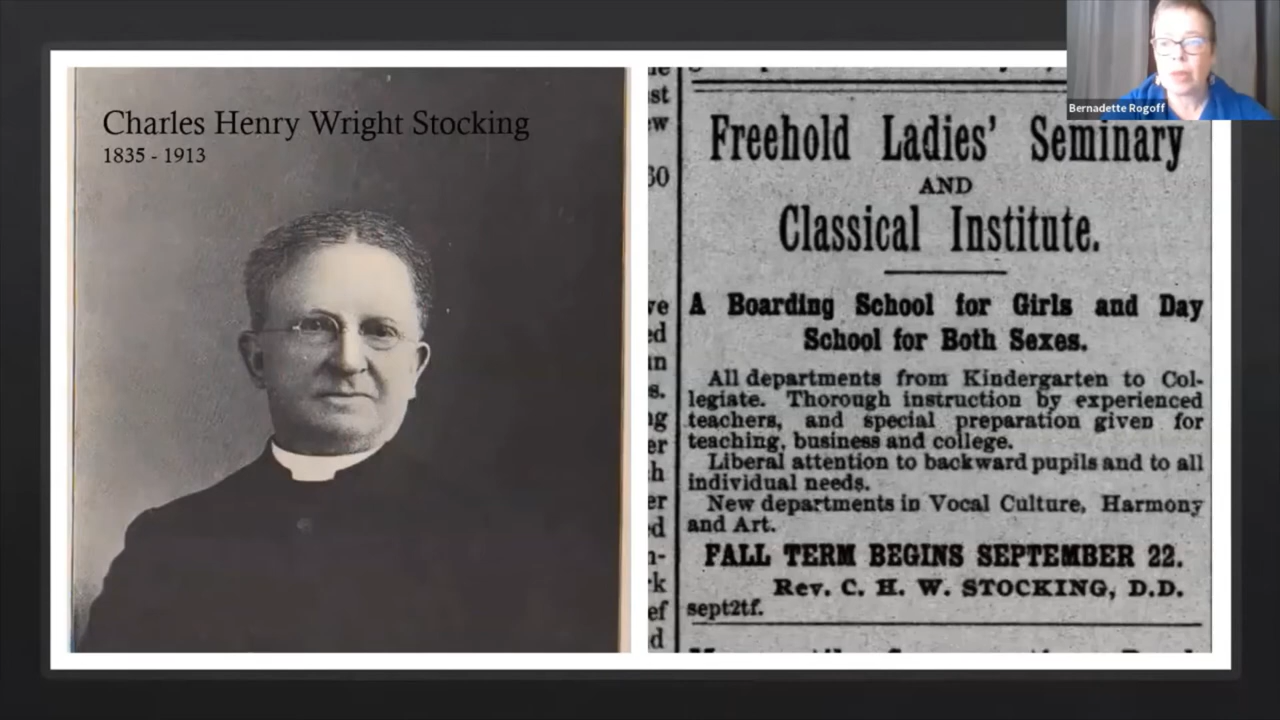 Charles Henry Wright Stocking
1835 - 1913
Bernadette Rogoff
Freehold Ladies' Seminary
AND
Classical Institute.
A Boarding School for Girls and Day
School for Both Sexes.
All departments from Kindergarten to Col-
legiate. Thorough instruction by experienced
teachers, and special preparation given for
teaching, business and college.
Liberal attention to backward pupils and to all
individual needs.
New departments in Vocal Culture, Harmony
and Art.
FALL TERM BEGINS SEPTEMBER 22.
Rev. C. H. W. STOCKING, D.D.
sept2tf.